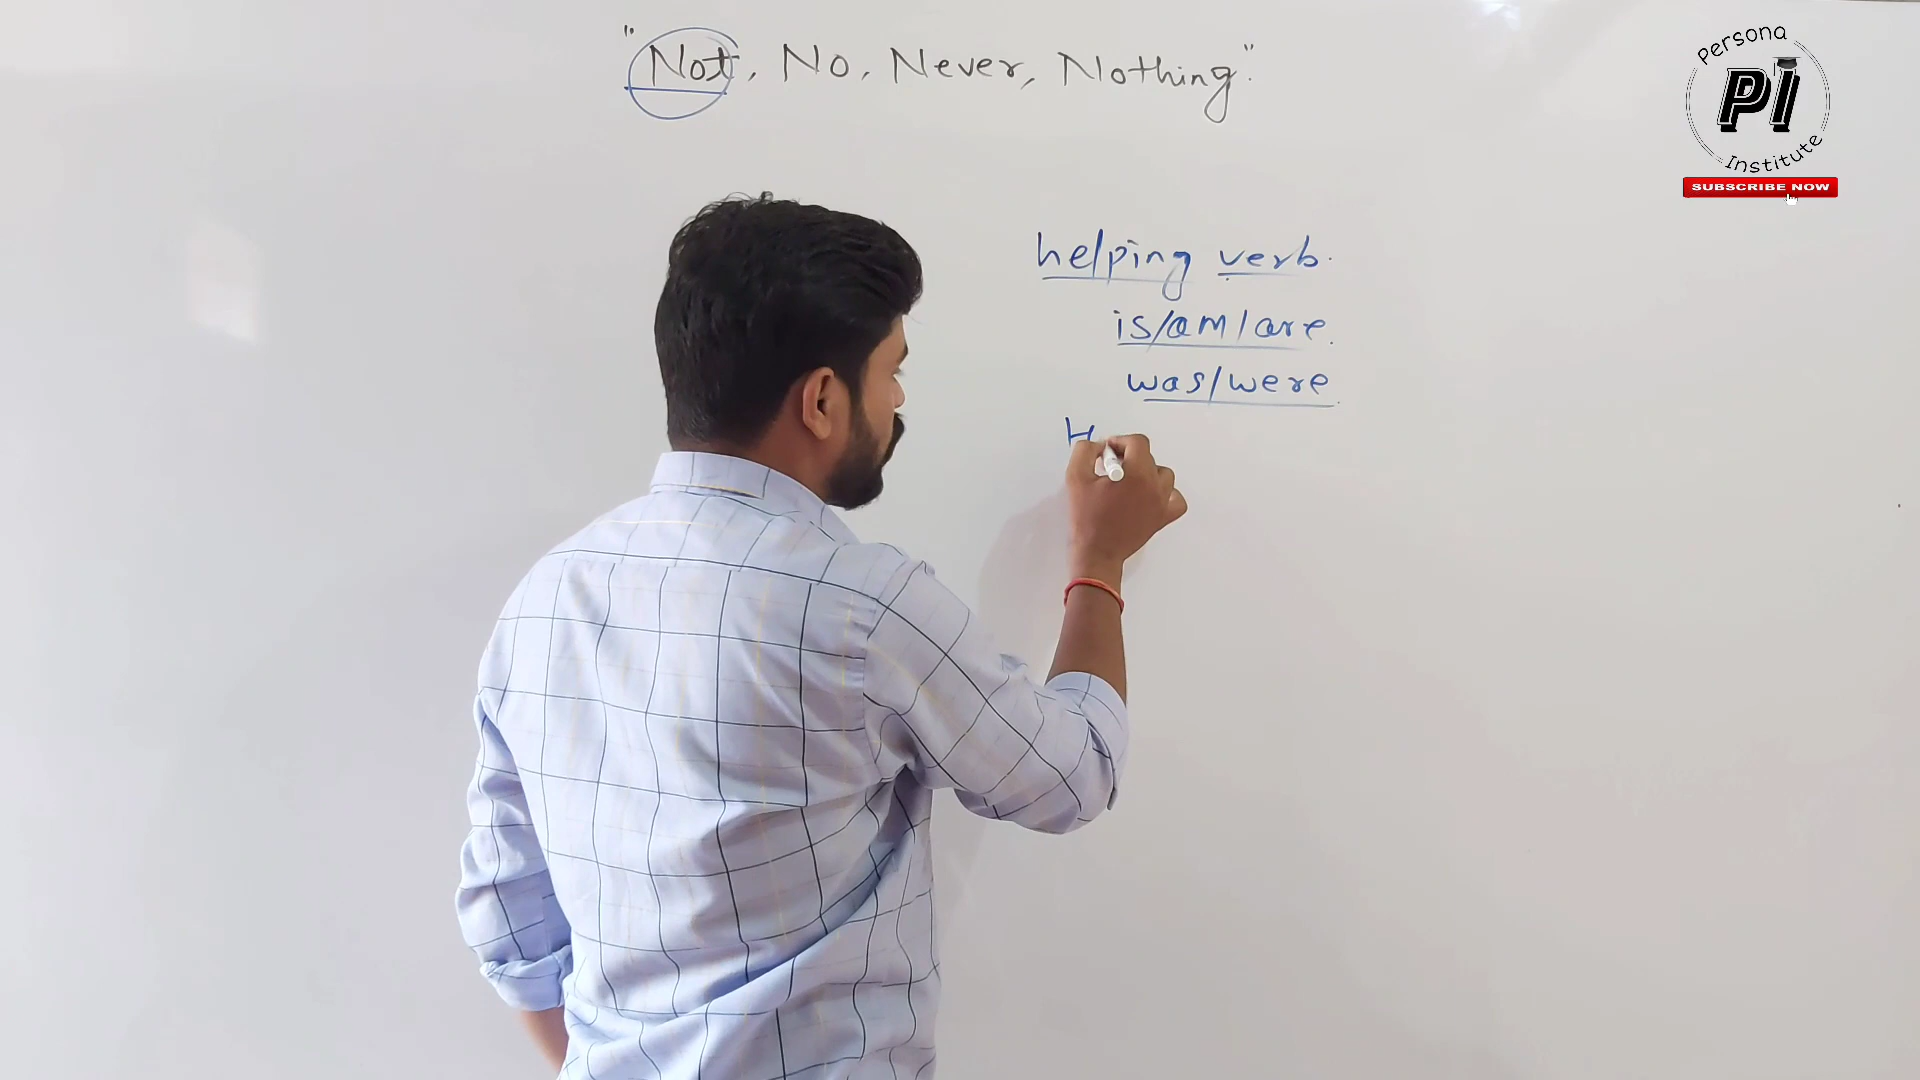 "Not, No, Never, Nothing".
Persona
PI
Institute
SUBSCRIBE NOW
helping verb.
is/am/are.
was/were.
H